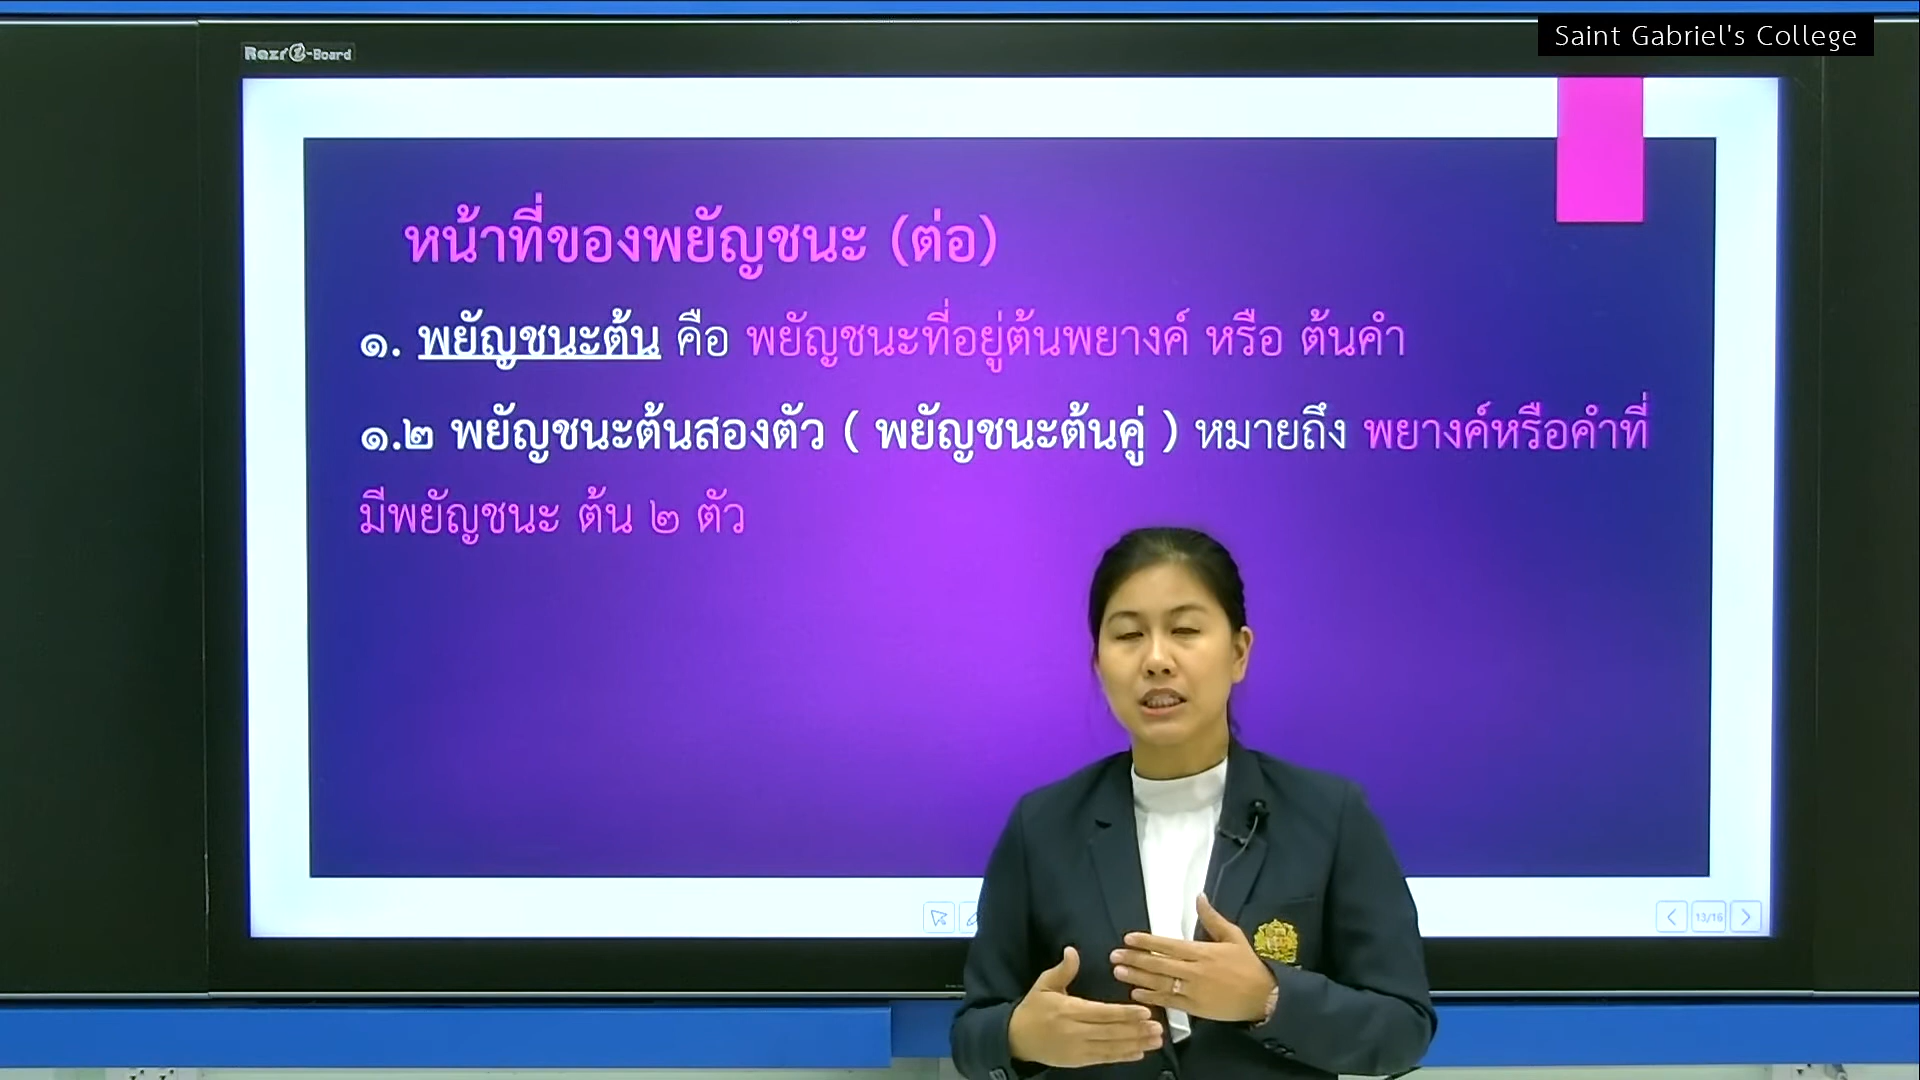 Saint Gabriel's College
Razr-Board
หน้าที่ของพยัญชนะ (ต่อ)
๑. พยัญชนะต้น คือ พยัญชนะที่อยู่ต้นพยางค์ หรือ ต้นคำ
๑.๒ พยัญชนะต้นสองตัว ( พยัญชนะต้นคู่ ) หมายถึง พยางค์หรือคำที่
มีพยัญชนะ ต้น ๒ ตัว
13/16